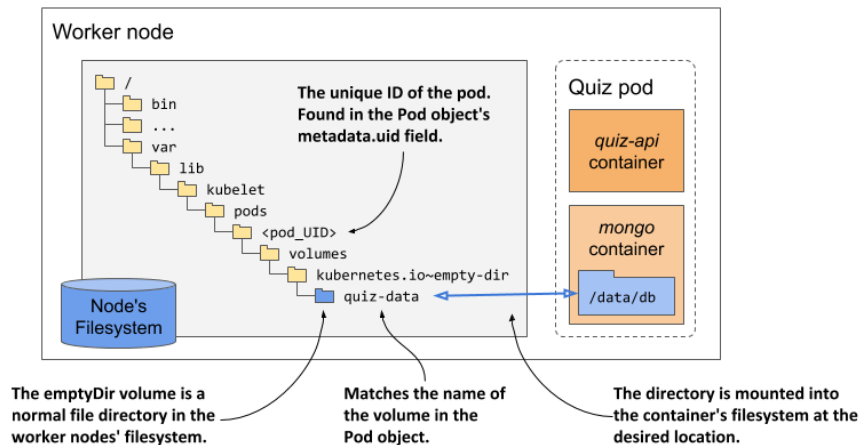 Worker node
/
bin
...
var
lib
kubelet
pods
<pod_UID>
volumes
kubernetes.io~empty-dir
quiz-data
The unique ID of the pod.
Found in the Pod object's
metadata.uid field.
Node's
Filesystem
Quiz pod
quiz-api
container
mongo
container
/data/db
The emptyDir volume is a
normal file directory in the
worker nodes' filesystem.
Matches the name of
the volume in the
Pod object.
The directory is mounted into
the container's filesystem at the
desired location.